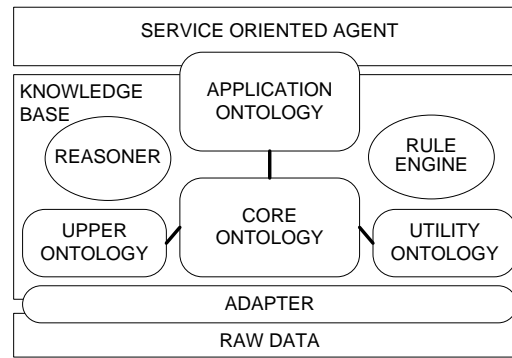 SERVICE ORIENTED AGENT
KNOWLEDGE
BASE
APPLICATION
ONTOLOGY
REASONER
RULE
ENGINE
CORE
ONTOLOGY
UPPER
ONTOLOGY
UTILITY
ONTOLOGY
ADAPTER
RAW DATA